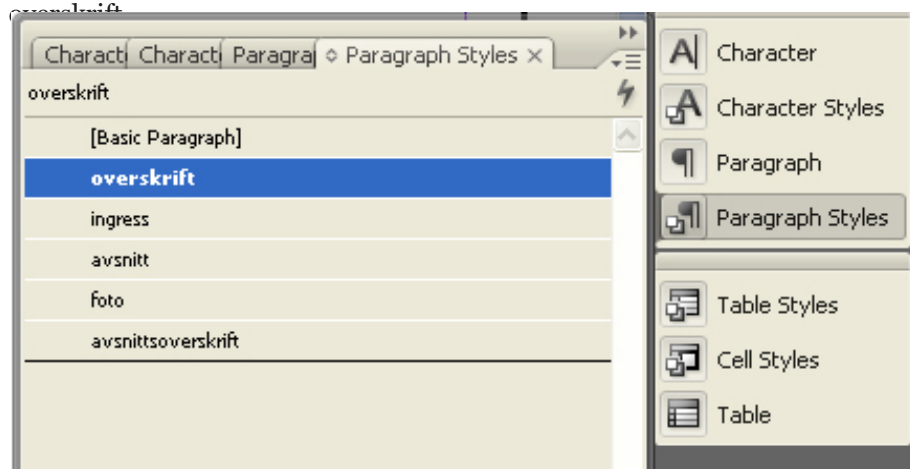 overskrift
Charact Charact Paragra Paragraph Styles
overskrift
[Basic Paragraph]
overskrift
ingress
avsnitt
foto
avsnittsoverskrift
Character
Character Styles
Paragraph
Paragraph Styles
Table Styles
Cell Styles
Table